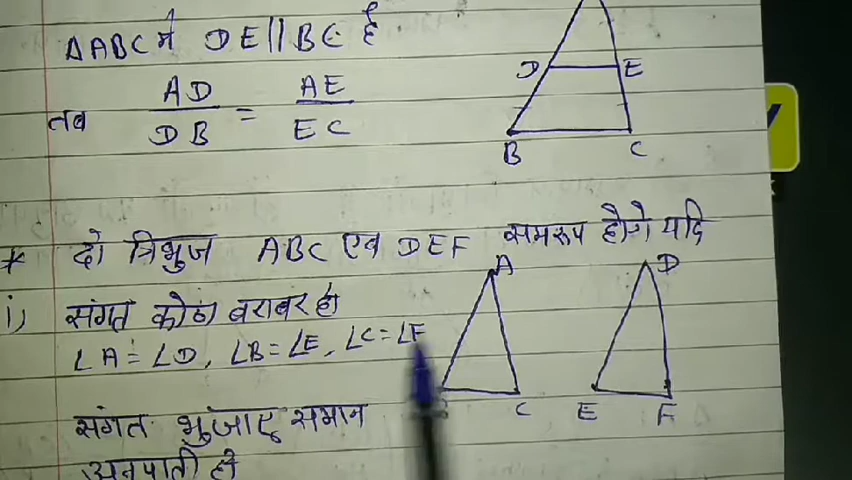 ΔABC में DE||BC है
तब AD/DB = AE/EC
D E
B C
* दो त्रिभुज ABC एवं DEF समरूप होंगे यदि
A D
i) संगत कोण बराबर हो
∠A = ∠D, ∠B = ∠E, ∠C = ∠F
C E F
संगत भुजाए समान
अनुपाती हो